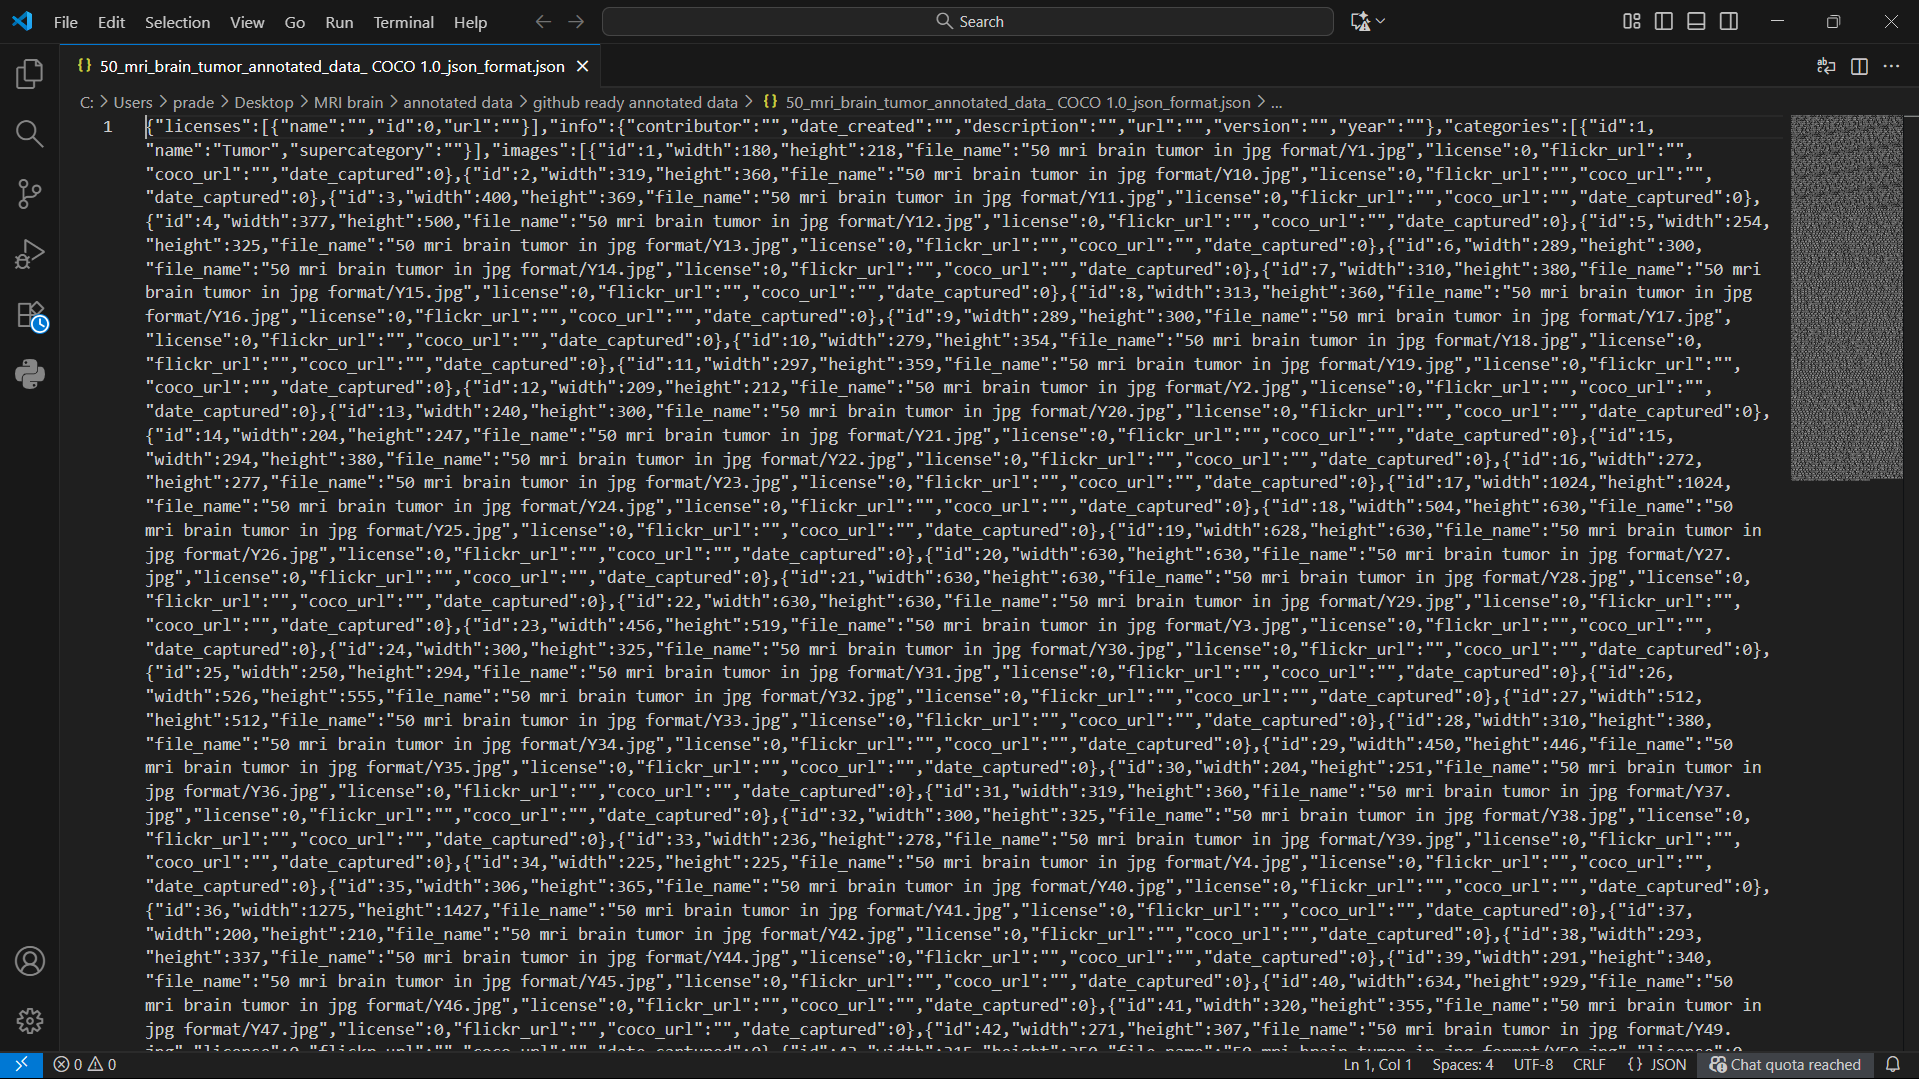 File Edit Selection View Go Run Terminal Help
Search
{} 50_mri_brain_tumor_annotated_data_ COCO 1.0_json_format.json
C: > Users > prade > Desktop > MRI brain > annotated data > github ready annotated data > {} 50_mri_brain_tumor_annotated_data_ COCO 1.0_json_format.json > ...
1
{"licenses":[{"name":"","id":0,"url":""}],"info":{"contributor":"","date_created":"","description":"","url":"","version":"","year":""},"categories":[{"id":1,
"name":"Tumor","supercategory":""}],"images":[{"id":1,"width":180,"height":218,"file_name":"50 mri brain tumor in jpg format/Y1.jpg","license":0,"flickr_url":"",
"coco_url":"","date_captured":0},{"id":2,"width":319,"height":360,"file_name":"50 mri brain tumor in jpg format/Y10.jpg","license":0,"flickr_url":"","coco_url":"",
"date_captured":0},{"id":3,"width":400,"height":369,"file_name":"50 mri brain tumor in jpg format/Y11.jpg","license":0,"flickr_url":"","coco_url":"","date_captured":0},
{"id":4,"width":377,"height":500,"file_name":"50 mri brain tumor in jpg format/Y12.jpg","license":0,"flickr_url":"","coco_url":"","date_captured":0},{"id":5,"width":254,
"height":325,"file_name":"50 mri brain tumor in jpg format/Y13.jpg","license":0,"flickr_url":"","coco_url":"","date_captured":0},{"id":6,"width":289,"height":300,
"file_name":"50 mri brain tumor in jpg format/Y14.jpg","license":0,"flickr_url":"","coco_url":"","date_captured":0},{"id":7,"width":310,"height":380,"file_name":"50 mri
brain tumor in jpg format/Y15.jpg","license":0,"flickr_url":"","coco_url":"","date_captured":0},{"id":8,"width":313,"height":360,"file_name":"50 mri brain tumor in jpg
format/Y16.jpg","license":0,"flickr_url":"","coco_url":"","date_captured":0},{"id":9,"width":289,"height":300,"file_name":"50 mri brain tumor in jpg format/Y17.jpg",
"license":0,"flickr_url":"","coco_url":"","date_captured":0},{"id":10,"width":279,"height":354,"file_name":"50 mri brain tumor in jpg format/Y18.jpg","license":0,
"flickr_url":"","coco_url":"","date_captured":0},{"id":11,"width":297,"height":359,"file_name":"50 mri brain tumor in jpg format/Y19.jpg","license":0,"flickr_url":"",
"coco_url":"","date_captured":0},{"id":12,"width":209,"height":212,"file_name":"50 mri brain tumor in jpg format/Y2.jpg","license":0,"flickr_url":"","coco_url":"",
"date_captured":0},{"id":13,"width":240,"height":300,"file_name":"50 mri brain tumor in jpg format/Y20.jpg","license":0,"flickr_url":"","coco_url":"","date_captured":0},
{"id":14,"width":204,"height":247,"file_name":"50 mri brain tumor in jpg format/Y21.jpg","license":0,"flickr_url":"","coco_url":"","date_captured":0},{"id":15,
"width":294,"height":380,"file_name":"50 mri brain tumor in jpg format/Y22.jpg","license":0,"flickr_url":"","coco_url":"","date_captured":0},{"id":16,"width":272,
"height":277,"file_name":"50 mri brain tumor in jpg format/Y23.jpg","license":0,"flickr_url":"","coco_url":"","date_captured":0},{"id":17,"width":1024,"height":1024,
"file_name":"50 mri brain tumor in jpg format/Y24.jpg","license":0,"flickr_url":"","coco_url":"","date_captured":0},{"id":18,"width":504,"height":630,"file_name":"50
mri brain tumor in jpg format/Y25.jpg","license":0,"flickr_url":"","coco_url":"","date_captured":0},{"id":19,"width":628,"height":630,"file_name":"50 mri brain tumor in
jpg format/Y26.jpg","license":0,"flickr_url":"","coco_url":"","date_captured":0},{"id":20,"width":630,"height":630,"file_name":"50 mri brain tumor in jpg format/Y27.
jpg","license":0,"flickr_url":"","coco_url":"","date_captured":0},{"id":21,"width":630,"height":630,"file_name":"50 mri brain tumor in jpg format/Y28.jpg","license":0,
"flickr_url":"","coco_url":"","date_captured":0},{"id":22,"width":630,"height":630,"file_name":"50 mri brain tumor in jpg format/Y29.jpg","license":0,"flickr_url":"",
"coco_url":"","date_captured":0},{"id":23,"width":456,"height":519,"file_name":"50 mri brain tumor in jpg format/Y3.jpg","license":0,"flickr_url":"","coco_url":"",
"date_captured":0},{"id":24,"width":300,"height":325,"file_name":"50 mri brain tumor in jpg format/Y30.jpg","license":0,"flickr_url":"","coco_url":"","date_captured":0},
{"id":25,"width":250,"height":294,"file_name":"50 mri brain tumor in jpg format/Y31.jpg","license":0,"flickr_url":"","coco_url":"","date_captured":0},{"id":26,
"width":526,"height":555,"file_name":"50 mri brain tumor in jpg format/Y32.jpg","license":0,"flickr_url":"","coco_url":"","date_captured":0},{"id":27,"width":512,
"height":512,"file_name":"50 mri brain tumor in jpg format/Y33.jpg","license":0,"flickr_url":"","coco_url":"","date_captured":0},{"id":28,"width":310,"height":380,
"file_name":"50 mri brain tumor in jpg format/Y34.jpg","license":0,"flickr_url":"","coco_url":"","date_captured":0},{"id":29,"width":450,"height":446,"file_name":"50
mri brain tumor in jpg format/Y35.jpg","license":0,"flickr_url":"","coco_url":"","date_captured":0},{"id":30,"width":204,"height":251,"file_name":"50 mri brain tumor in
jpg format/Y36.jpg","license":0,"flickr_url":"","coco_url":"","date_captured":0},{"id":31,"width":319,"height":360,"file_name":"50 mri brain tumor in jpg format/Y37.
jpg","license":0,"flickr_url":"","coco_url":"","date_captured":0},{"id":32,"width":300,"height":325,"file_name":"50 mri brain tumor in jpg format/Y38.jpg","license":0,
"flickr_url":"","coco_url":"","date_captured":0},{"id":33,"width":236,"height":278,"file_name":"50 mri brain tumor in jpg format/Y39.jpg","license":0,"flickr_url":"",
"coco_url":"","date_captured":0},{"id":34,"width":225,"height":225,"file_name":"50 mri brain tumor in jpg format/Y4.jpg","license":0,"flickr_url":"","coco_url":"",
"date_captured":0},{"id":35,"width":306,"height":365,"file_name":"50 mri brain tumor in jpg format/Y40.jpg","license":0,"flickr_url":"","coco_url":"","date_captured":0},
{"id":36,"width":1275,"height":1427,"file_name":"50 mri brain tumor in jpg format/Y41.jpg","license":0,"flickr_url":"","coco_url":"","date_captured":0},{"id":37,
"width":200,"height":210,"file_name":"50 mri brain tumor in jpg format/Y42.jpg","license":0,"flickr_url":"","coco_url":"","date_captured":0},{"id":38,"width":293,
"height":337,"file_name":"50 mri brain tumor in jpg format/Y44.jpg","license":0,"flickr_url":"","coco_url":"","date_captured":0},{"id":39,"width":291,"height":340,
"file_name":"50 mri brain tumor in jpg format/Y45.jpg","license":0,"flickr_url":"","coco_url":"","date_captured":0},{"id":40,"width":634,"height":929,"file_name":"50
mri brain tumor in jpg format/Y46.jpg","license":0,"flickr_url":"","coco_url":"","date_captured":0},{"id":41,"width":320,"height":355,"file_name":"50 mri brain tumor in
jpg format/Y47.jpg","license":0,"flickr_url":"","coco_url":"","date_captured":0},{"id":42,"width":271,"height":307,"file_name":"50 mri brain tumor in jpg format/Y49.
0 0 Ln 1, Col 1 Spaces: 4 UTF-8 CRLF {} JSON Chat quota reached